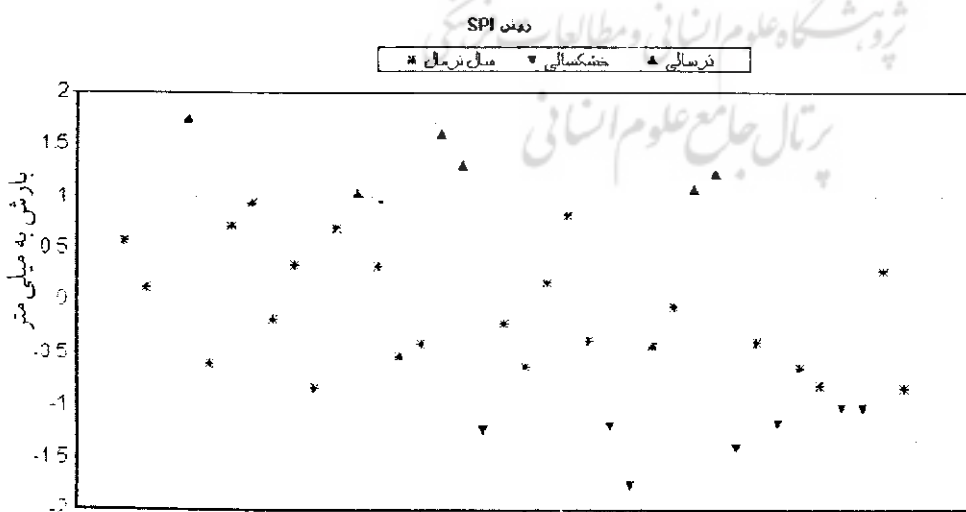 پژوهشگاه علوم انسانی و مطالعات فرهنگی
روش SPI
سال نرمال خشکسالی ترسالی
پرتال جامع علوم انسانی
بارش به میلی متر
2
1.5
1
0.5
0
-0.5
-1
-1.5
-2